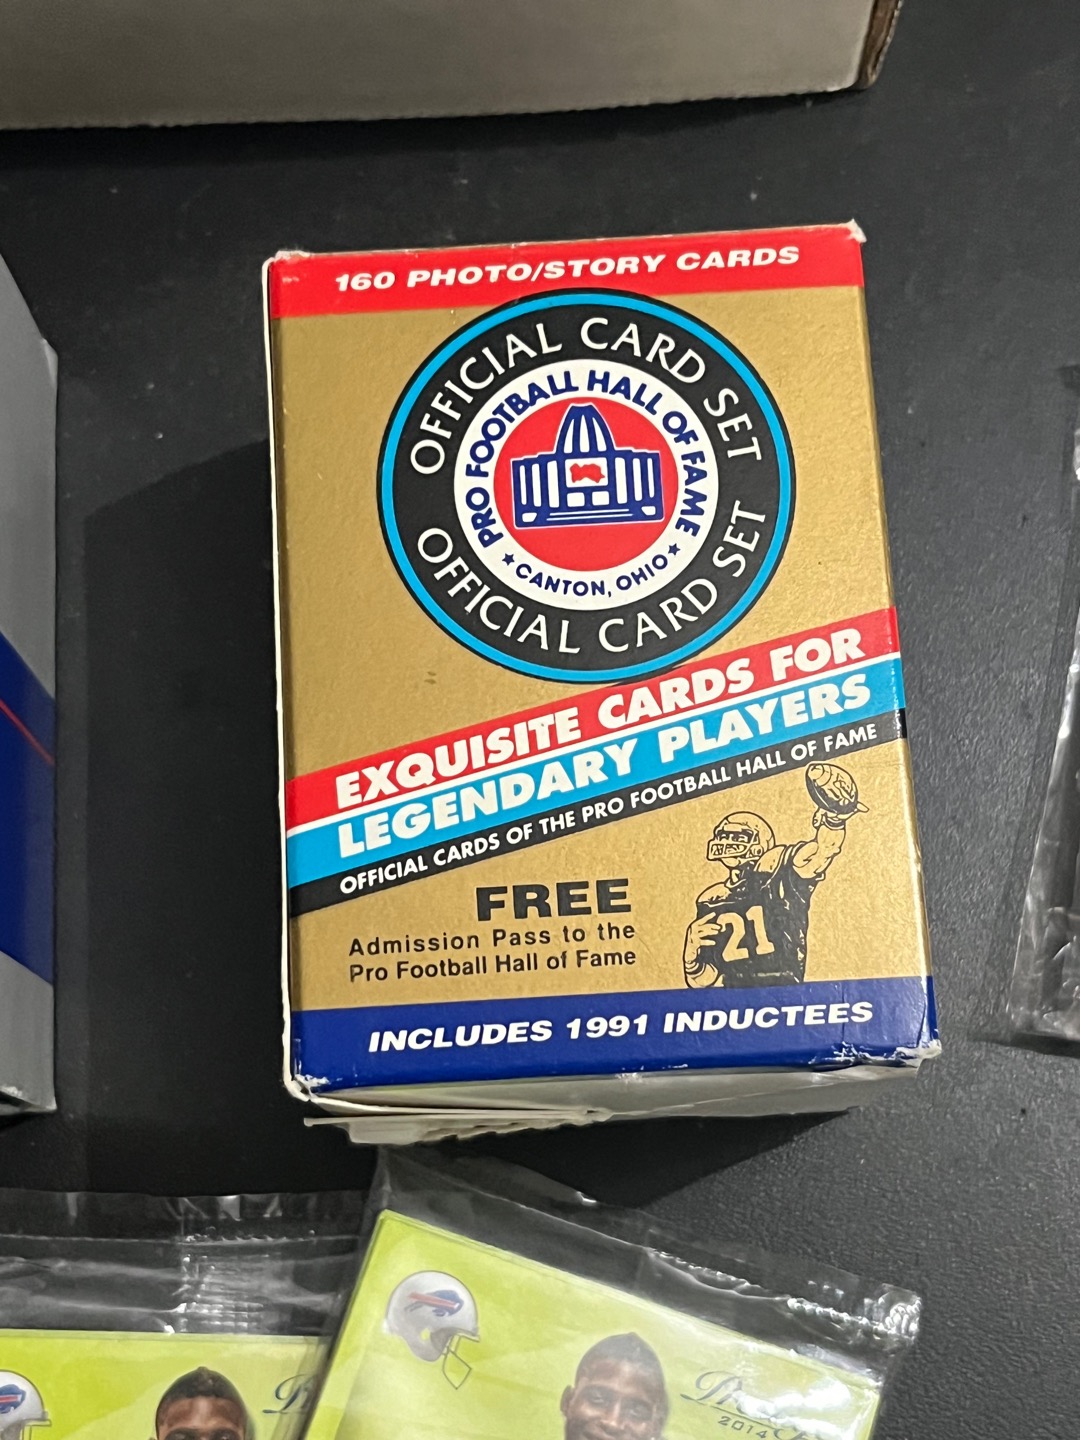 160 PHOTO/STORY CARDS
OFFICIAL CARD SET
PRO FOOTBALL HALL OF FAME
★ CANTON, OHIO ★
OFFICIAL CARD SET
EXQUISITE CARDS FOR
LEGENDARY PLAYERS
OFFICIAL CARDS OF THE PRO FOOTBALL HALL OF FAME
FREE
Admission Pass to the
Pro Football Hall of Fame
21
INCLUDES 1991 INDUCTEES
2014